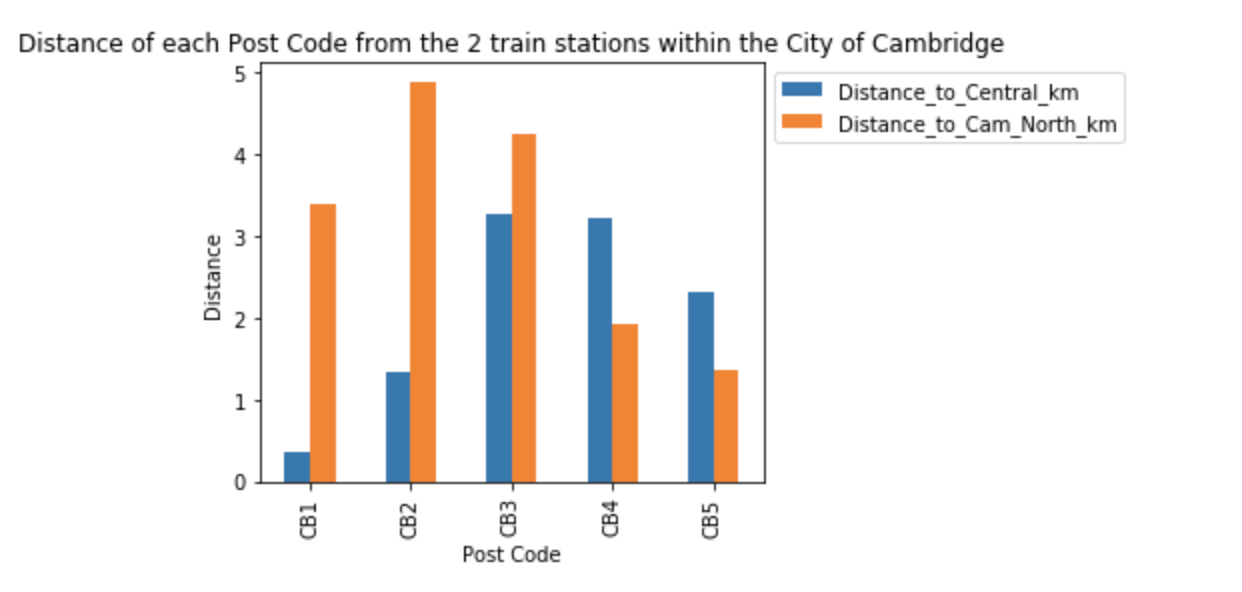 Distance of each Post Code from the 2 train stations within the City of Cambridge
Distance_to_Central_km
Distance_to_Cam_North_km
Distance
5
4
3
2
1
0
CB1
CB2
CB3
CB4
CB5
Post Code